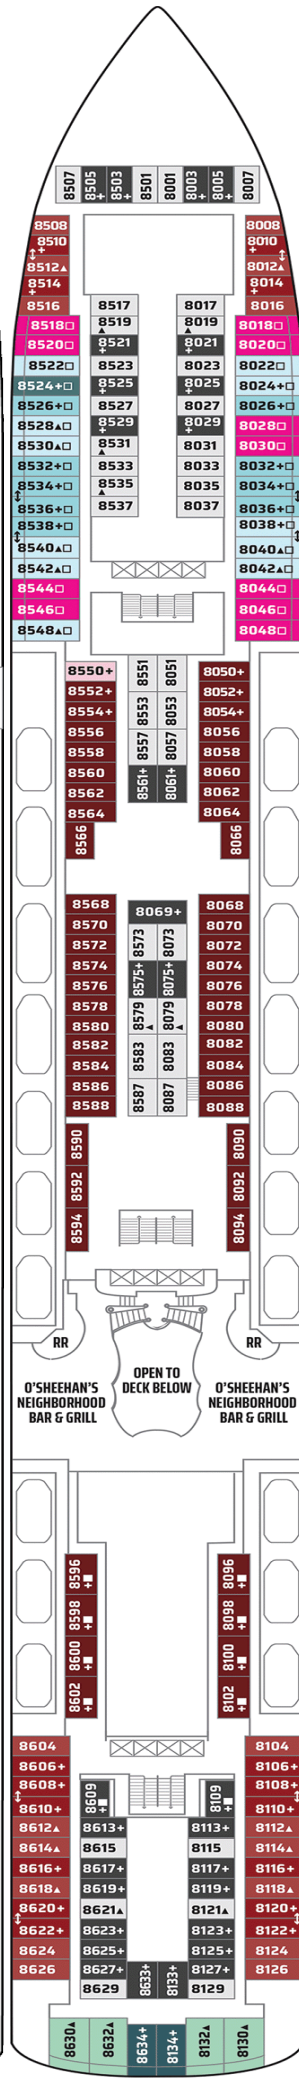 8507 8505+ 8503+ 8501 8001 8003+ 8005+ 8007
8508 8008
8510+ 8010+
8512▲ 8012▲
8514+ 8014+
8516 8517 8017 8016
8518□ 8519▲ 8019▲ 8018□
8520□ 8521+ 8021+ 8020□
8522□ 8523 8023 8022□
8524+□ 8525+ 8025+ 8024+□
8526+□ 8527 8027 8026+□
8528▲□ 8529+ 8029+ 8028□
8530▲□ 8531▲ 8031 8030□
8532+□ 8533 8033 8032+□
8534+□ 8535▲ 8035 8034+□
8536+□ 8537 8037 8036+□
8538+□ 8038+□
8540▲□ 8040▲□
8542▲□ 8042▲□
8544□ 8044□
8546□ 8046□
8548▲□ 8048□
8550+ 8551 8051 8050+
8552+ 8052+
8554+ 8553 8053 8054+
8556 8056
8558 8557 8057 8058
8560 8561+ 8061+ 8060
8562 8062
8564 8064
8566 8066
8568 8069+ 8068
8570 8573 8073 8070
8572 8072
8574 8575+ 8075+ 8074
8576 8076
8578 8579▲ 8079▲ 8078
8580 8080
8582 8583 8083 8082
8584 8084
8586 8587 8087 8086
8588 8088
8590 8090
8592 8092
8594 8094
RR RR
OPEN TO
DECK BELOW
O'SHEEHAN'S
NEIGHBORHOOD
BAR & GRILL
O'SHEEHAN'S
NEIGHBORHOOD
BAR & GRILL
8596+■ 8096+■
8598+■ 8098+■
8600+■ 8100+■
8602+■ 8102+■
8604 8104
8606+ 8106+
8608+ 8609+■ 8109+■ 8108+
8610+ 8110+
8612▲ 8613+ 8113+ 8112▲
8614▲ 8615 8115 8114▲
8616+ 8617+ 8117+ 8116+
8618▲ 8619+ 8119+ 8118▲
8620+ 8621▲ 8121▲ 8120+
8622+ 8623+ 8123+ 8122+
8624 8625+ 8125+ 8124
8626 8627+ 8633+ 8133+ 8127+ 8126
8629 8129
8630▲ 8632▲ 8634+ 8134+ 8132▲ 8130▲